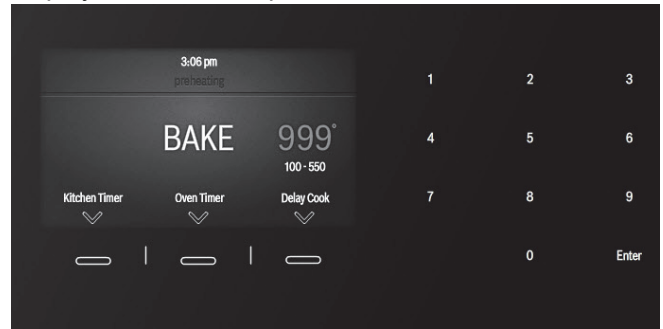 3:06 pm
preheating
BAKE 999°
100 - 550
Kitchen Timer Oven Timer Delay Cook
1 2 3
4 5 6
7 8 9
0 Enter